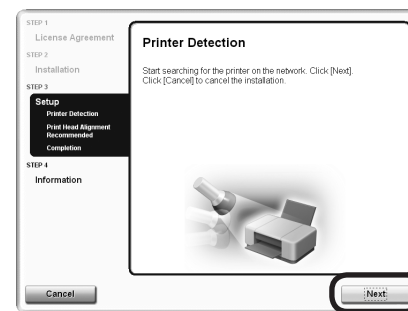 STEP 1
License Agreement
STEP 2
Installation
STEP 3
Setup
Printer Detection
Print Head Alignment
Recommended
Completion
STEP 4
Information
Printer Detection
Start searching for the printer on the network. Click [Next].
Click [Cancel] to cancel the installation.
Cancel
Next